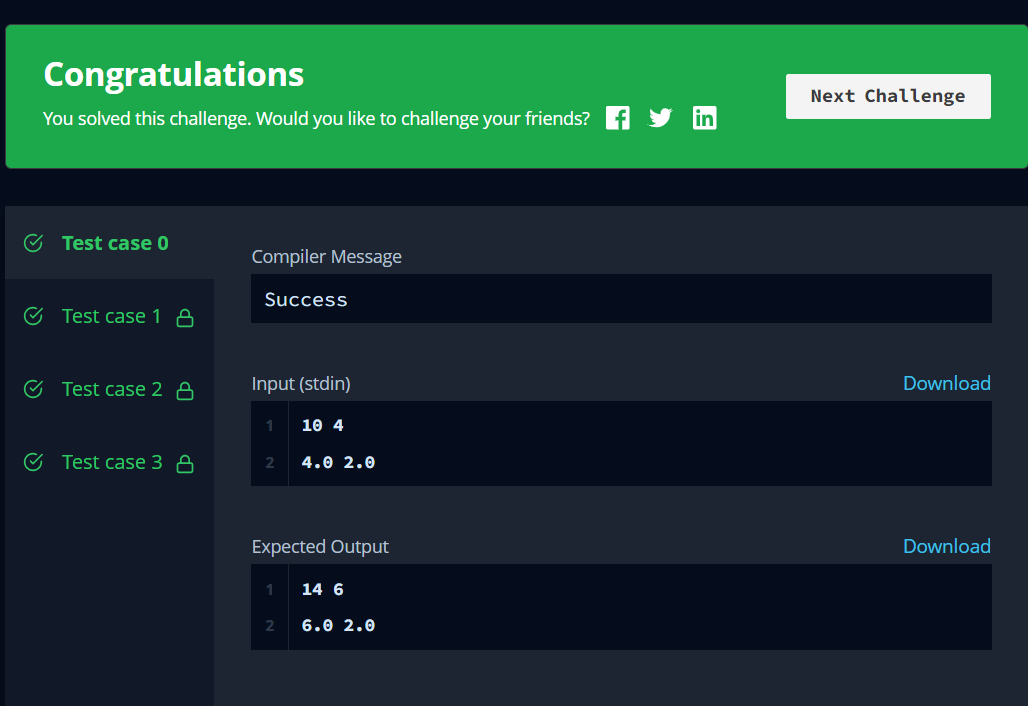 Congratulations
You solved this challenge. Would you like to challenge your friends?
Next Challenge
Test case 0
Test case 1
Test case 2
Test case 3
Compiler Message
Success
Input (stdin)
Download
1 10 4
2 4.0 2.0
Expected Output
Download
1 14 6
2 6.0 2.0